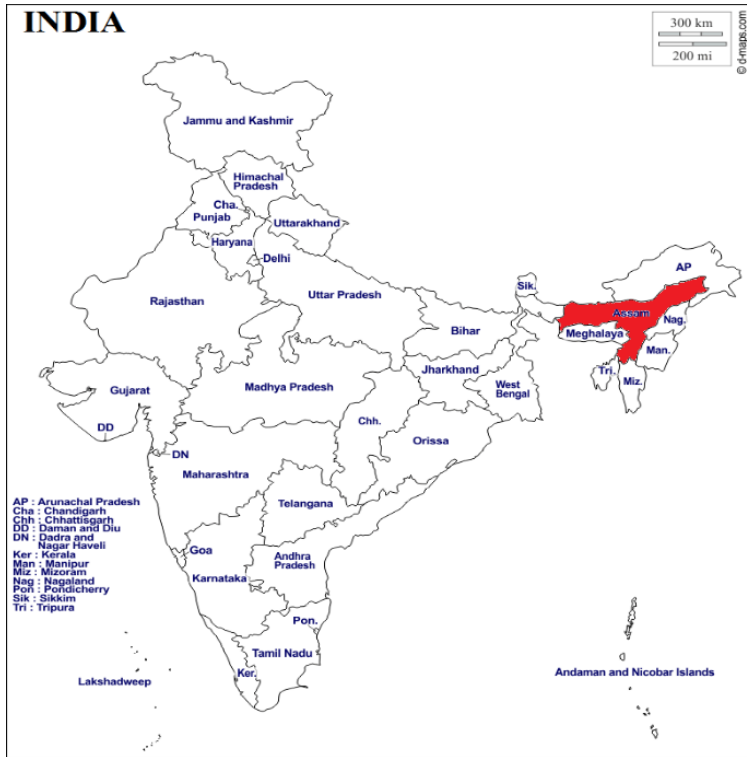 INDIA
300 km
200 mi
© d-maps.com
Jammu and Kashmir
Himachal
Pradesh
Cha.
Punjab
Uttarakhand
Haryana
Delhi
Rajasthan
Uttar Pradesh
Sik.
AP
Assam
Nag.
Meghalaya
Bihar
Man.
Tri.
Miz.
Gujarat
Madhya Pradesh
Jharkhand
West
Bengal
DD
Chh.
Orissa
DN
Maharashtra
Telangana
AP : Arunachal Pradesh
Cha : Chandigarh
Chh : Chhattisgarh
DD : Daman and Diu
DN : Dadra and
Nagar Haveli
Ker : Kerala
Man : Manipur
Miz : Mizoram
Nag : Nagaland
Pon : Pondicherry
Sik : Sikkim
Tri : Tripura
Goa
Andhra
Pradesh
Karnataka
Pon.
Tamil Nadu
Ker.
Lakshadweep
Andaman and Nicobar Islands